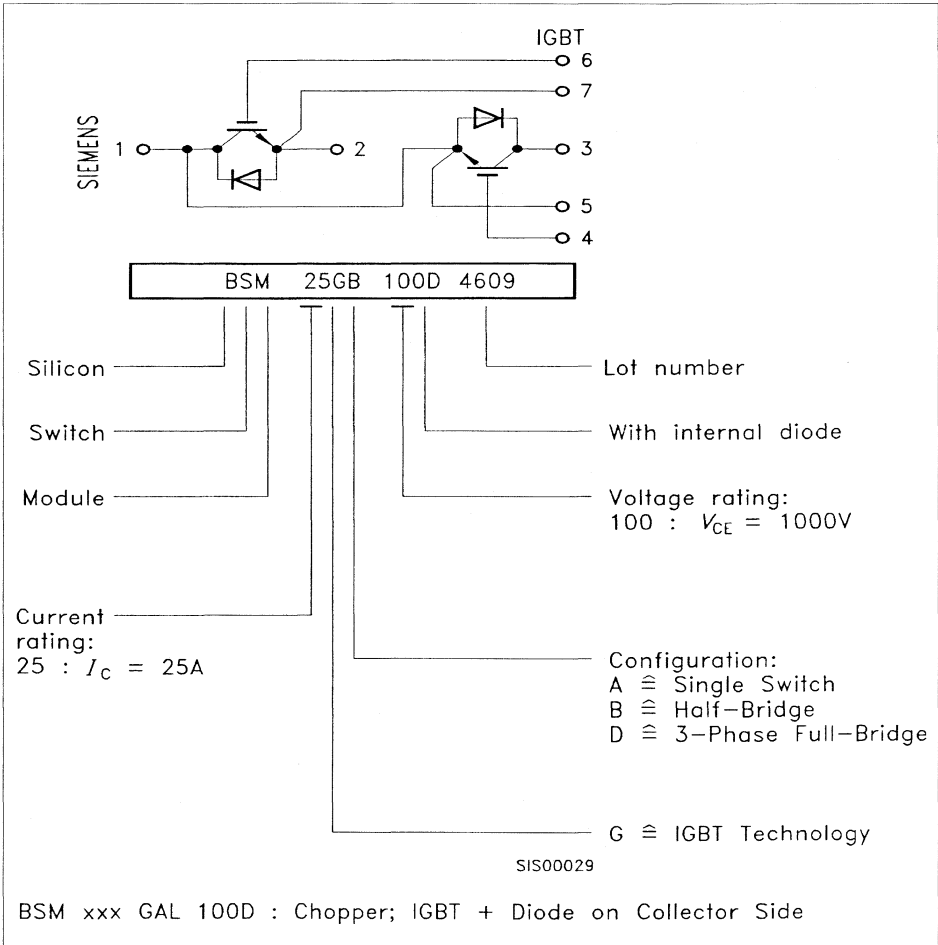 IGBT
6
7
SIEMENS
1
2
3
5
4
BSM 25GB 100D 4609
Silicon
Lot number
Switch
With internal diode
Module
Voltage rating:
100 : VCE = 1000V
Current
rating:
25 : IC = 25A
Configuration:
A ≙ Single Switch
B ≙ Half-Bridge
D ≙ 3-Phase Full-Bridge
G ≙ IGBT Technology
SIS00029
BSM xxx GAL 100D : Chopper; IGBT + Diode on Collector Side